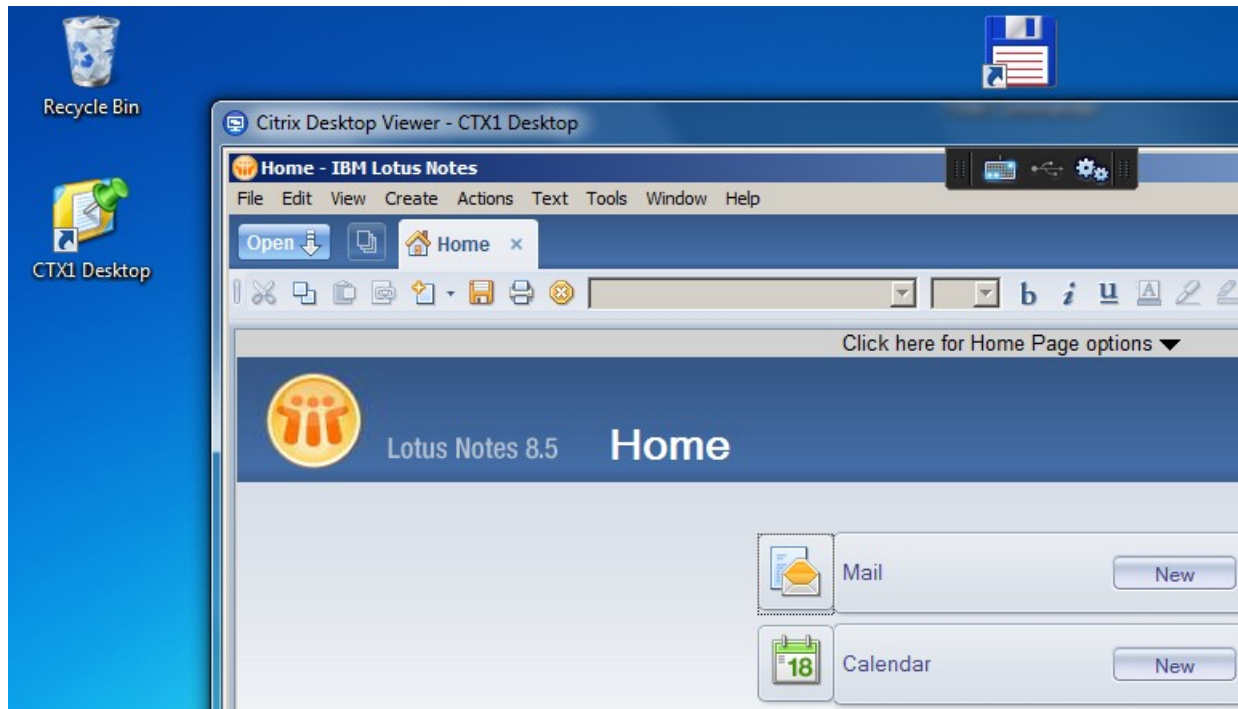 Recycle Bin
CTX1 Desktop
Citrix Desktop Viewer - CTX1 Desktop
Home - IBM Lotus Notes
File Edit View Create Actions Text Tools Window Help
Open
Home ×
b i u A
Click here for Home Page options
Lotus Notes 8.5 Home
Mail New
18 Calendar New